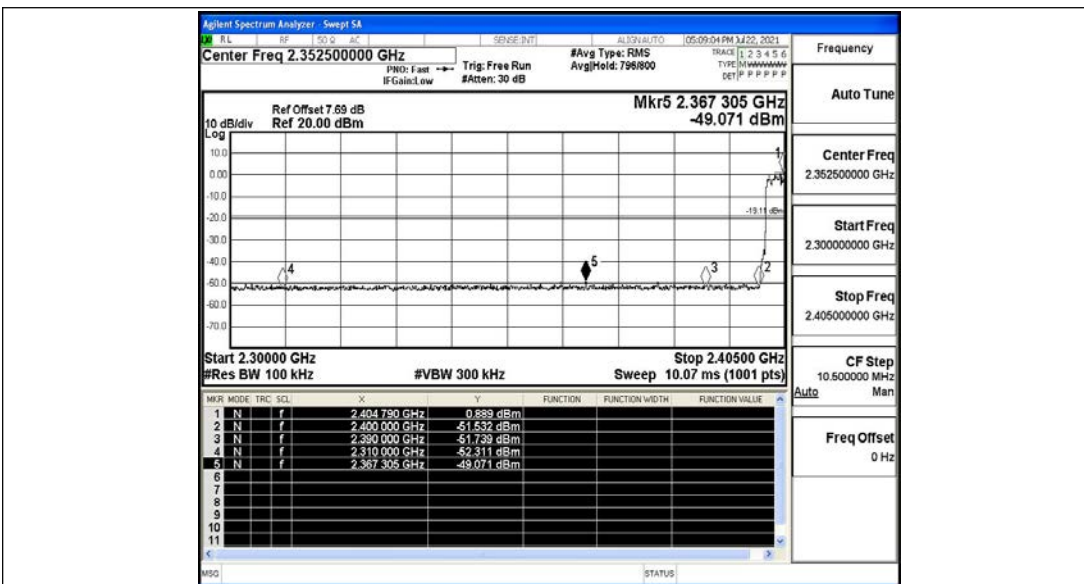 Agilent Spectrum Analyzer - Swept SA
RL RF 50 Ω AC SENSE:INT ALIGN AUTO 05:09:04 PM Jul 22, 2021
Center Freq 2.352500000 GHz
PNO: Fast
IFGain:Low
Trig: Free Run
#Atten: 30 dB
#Avg Type: RMS
Avg|Hold: 796/800
TRACE 1 2 3 4 5 6
TYPE M
DET P P P P P P
Ref Offset 7.69 dB
Ref 20.00 dBm
10 dB/div
Log
Mkr5 2.367 305 GHz
-49.071 dBm
10.0
0.00
-10.0
-20.0
-30.0
-40.0
-50.0
-60.0
-70.0
-19.11 dBm
1
4
5
3
2
Start 2.30000 GHz
Stop 2.40500 GHz
#Res BW 100 kHz
#VBW 300 kHz
Sweep 10.07 ms (1001 pts)
MKR MODE TRC SCL X Y FUNCTION FUNCTION WIDTH FUNCTION VALUE
1 N f 2.404 790 GHz 0.889 dBm
2 N f 2.400 000 GHz -51.532 dBm
3 N f 2.390 000 GHz -51.739 dBm
4 N f 2.310 000 GHz -52.311 dBm
5 N f 2.367 305 GHz -49.071 dBm
6
7
8
9
10
11
MSG
STATUS
Frequency
Auto Tune
Center Freq
2.352500000 GHz
Start Freq
2.300000000 GHz
Stop Freq
2.405000000 GHz
CF Step
10.500000 MHz
Auto Man
Freq Offset
0 Hz